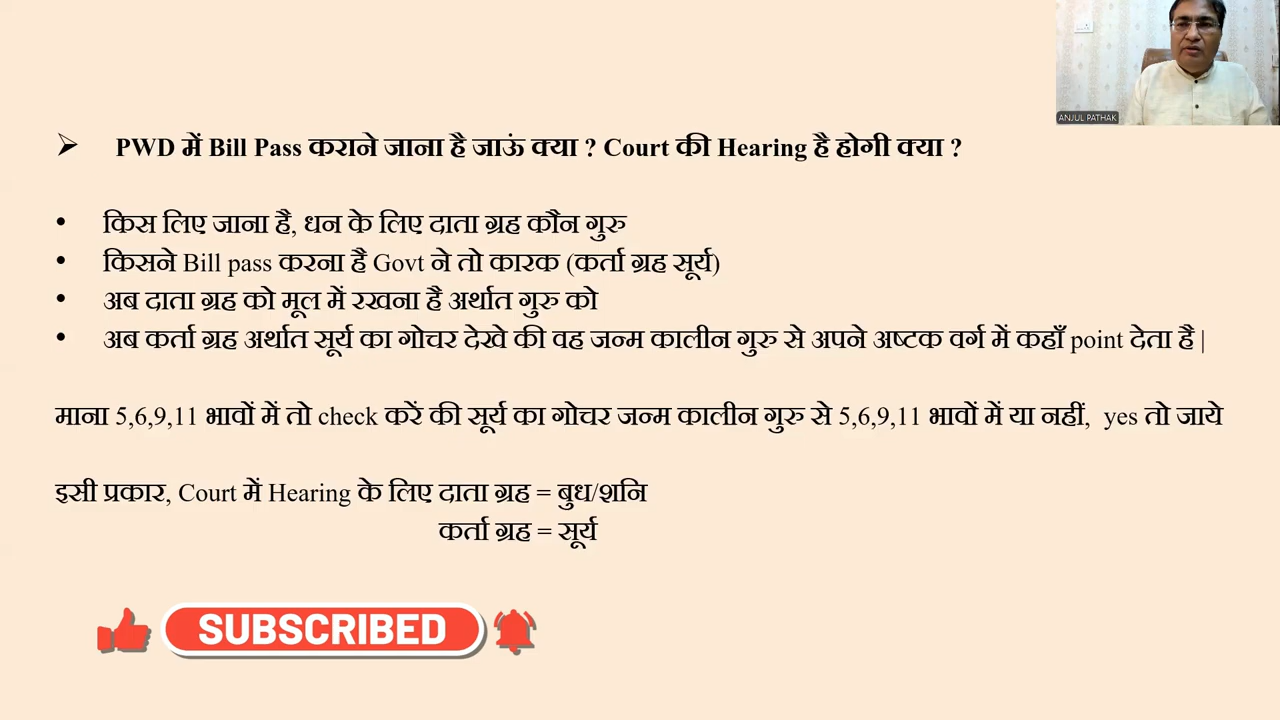 ANJUL PATHAK
PWD में Bill Pass कराने जाना है जाऊं क्या ? Court की Hearing है होगी क्या ?
किस लिए जाना है, धन के लिए दाता ग्रह कौन गुरु
किसने Bill pass करना है Govt ने तो कारक (कर्ता ग्रह सूर्य)
अब दाता ग्रह को मूल में रखना है अर्थात गुरु को
अब कर्ता ग्रह अर्थात सूर्य का गोचर देखे की वह जन्म कालीन गुरु से अपने अष्टक वर्ग में कहाँ point देता है |
माना 5,6,9,11 भावों में तो check करें की सूर्य का गोचर जन्म कालीन गुरु से 5,6,9,11 भावों में या नहीं, yes तो जाये
इसी प्रकार, Court में Hearing के लिए दाता ग्रह = बुध/शनि
कर्ता ग्रह = सूर्य
SUBSCRIBED